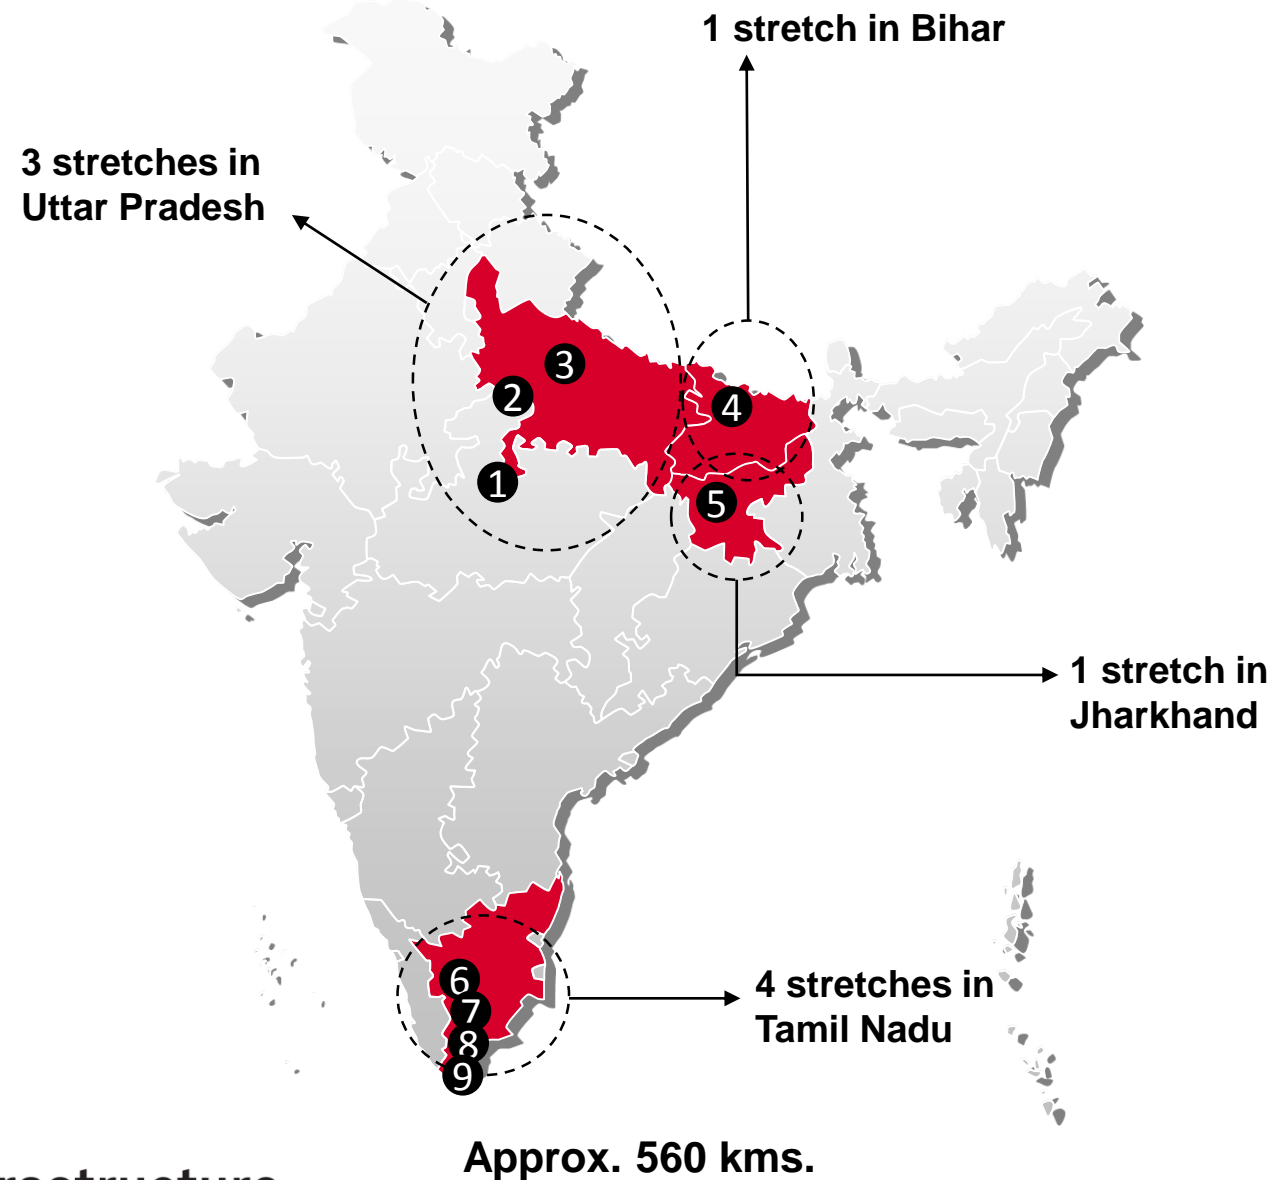 1 stretch in Bihar
3 stretches in
Uttar Pradesh
3
2
4
1
5
1 stretch in
Jharkhand
6
4 stretches in
Tamil Nadu
7
8
9
Approx. 560 kms.